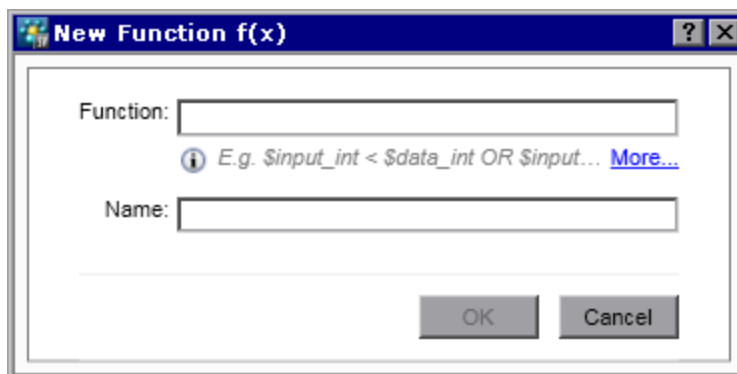 New Function f(x)
Function:
E.g. $input_int < $data_int OR $input... More...
Name:
OK Cancel